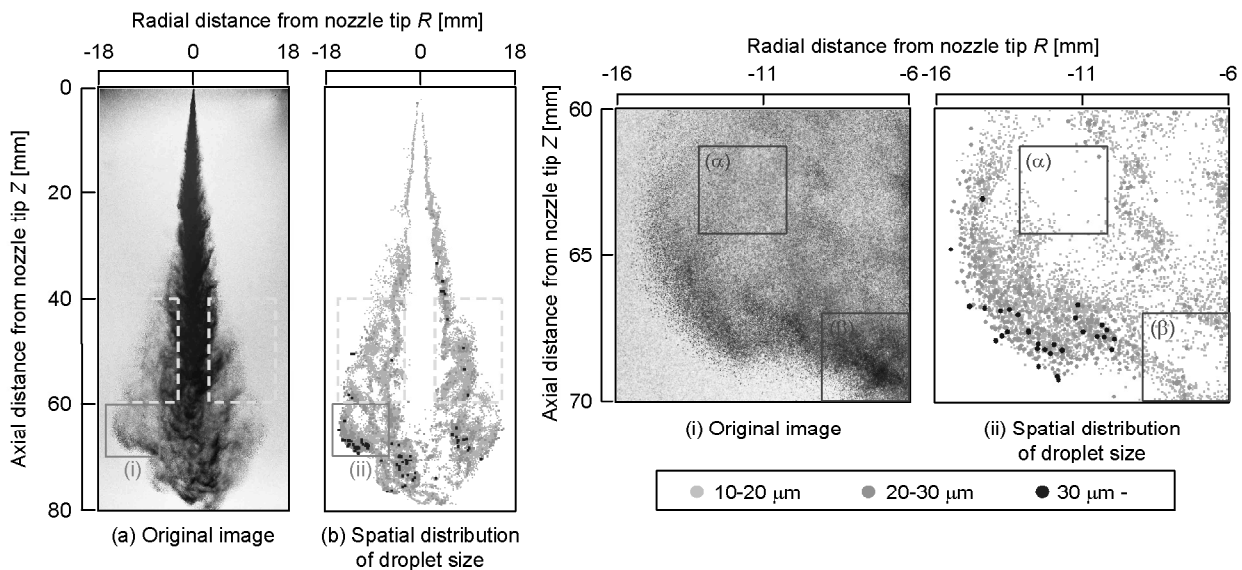 Radial distance from nozzle tip R [mm]
-18 0 18 -18 0 18
Axial distance from nozzle tip Z [mm]
0
20
40
60
80
(i)
(ii)
(a) Original image
(b) Spatial distribution
of droplet size
Radial distance from nozzle tip R [mm]
-16 -11 -6 -16 -11 -6
Axial distance from nozzle tip Z [mm]
60
65
70
(α)
(β)
(α)
(β)
(i) Original image
(ii) Spatial distribution
of droplet size
10-20 μm 20-30 μm 30 μm -